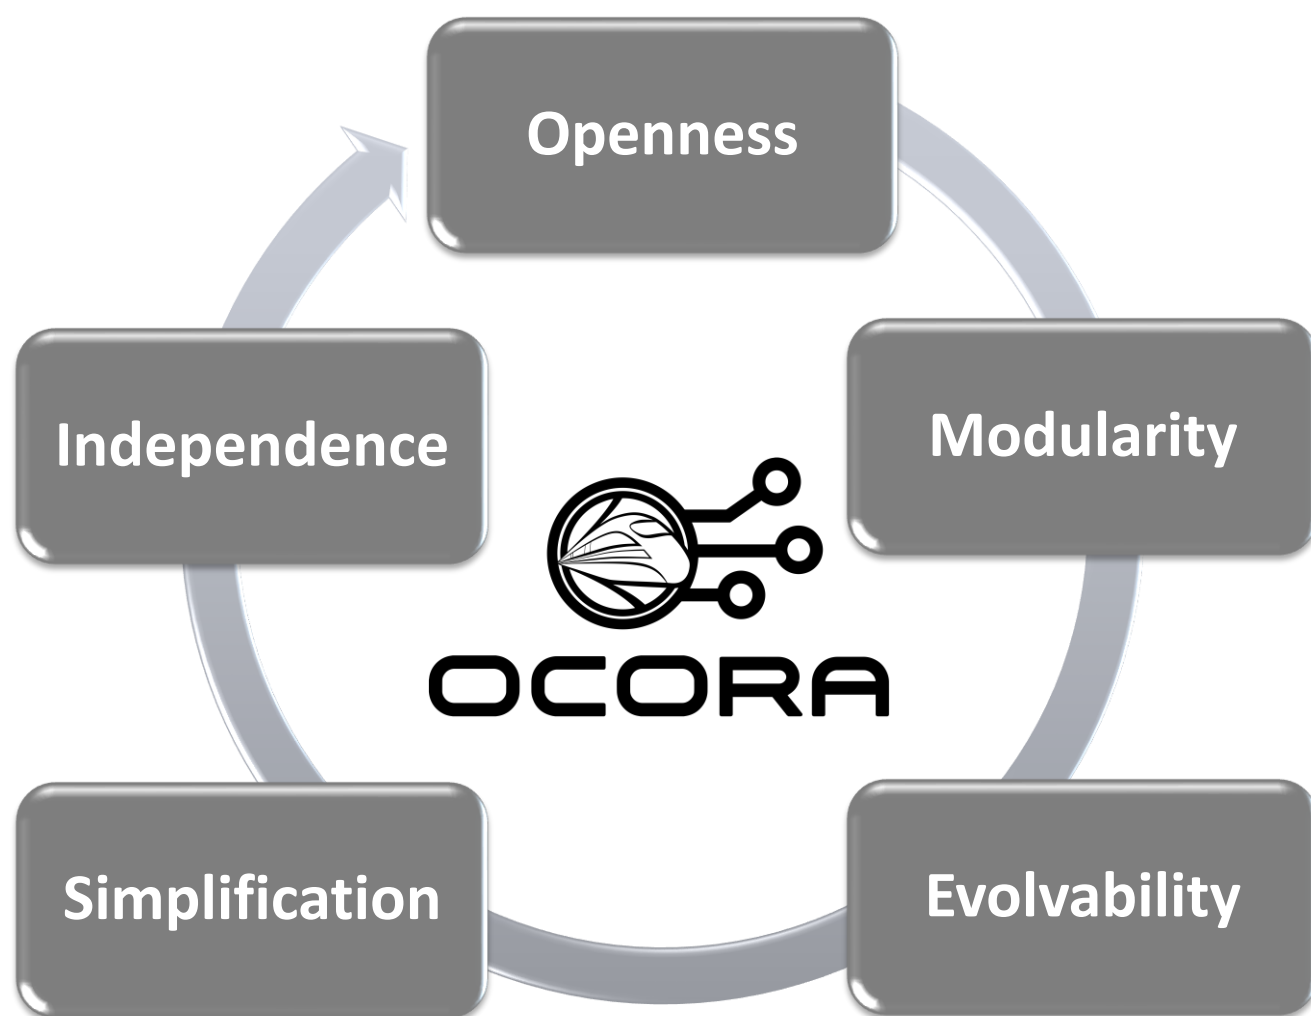 Openness
Independence
Modularity
OCORA
Simplification
Evolvability